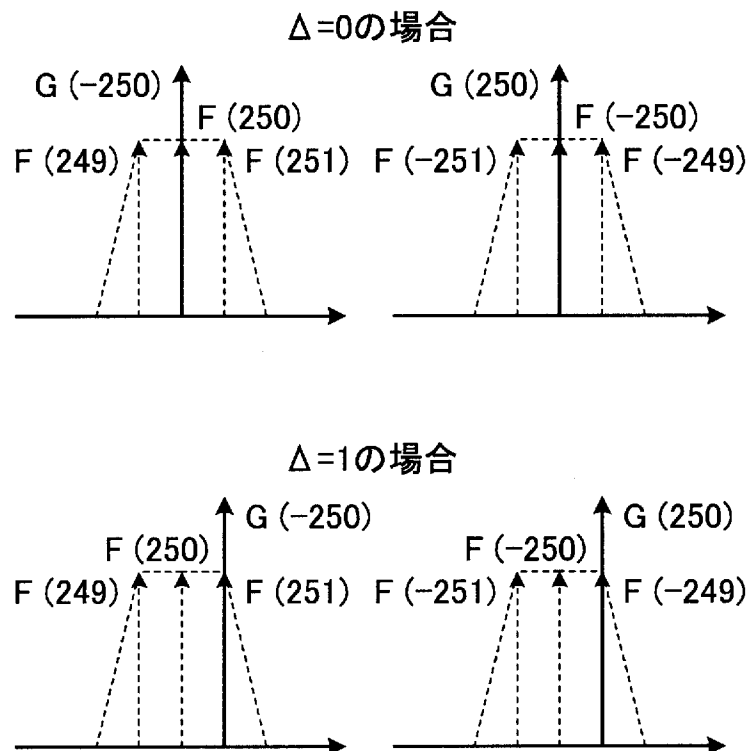 Δ=0の場合
G (−250)
F (250)
F (249)
F (251)
G (250)
F (−250)
F (−251)
F (−249)
Δ=1の場合
G (−250)
F (250)
F (249)
F (251)
G (250)
F (−250)
F (−251)
F (−249)